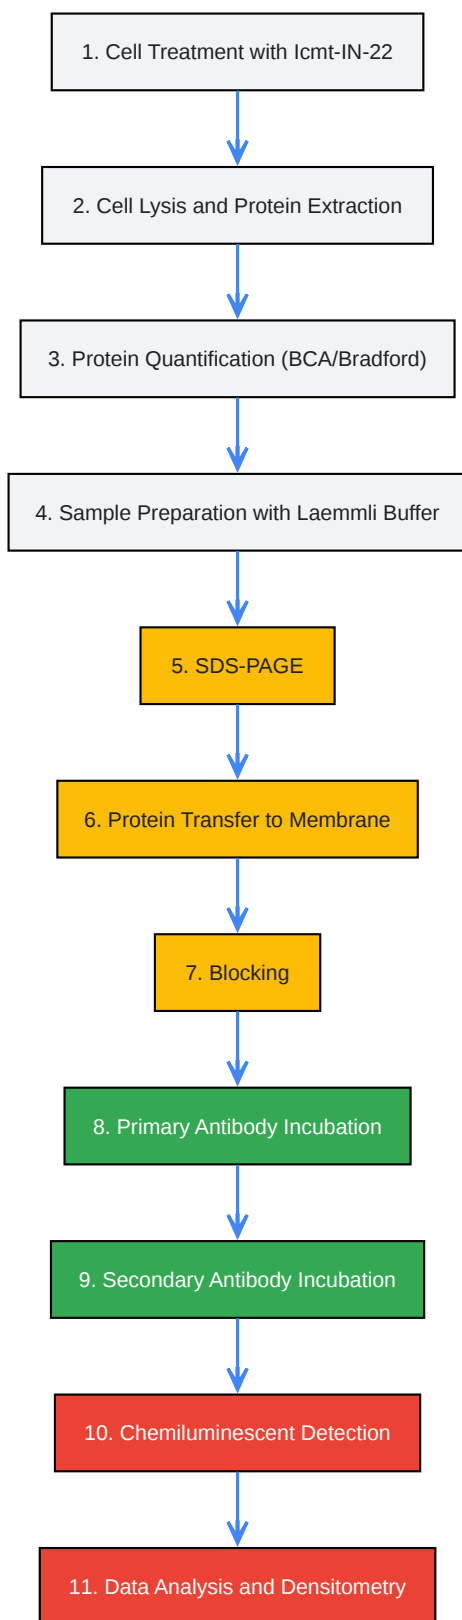 1. Cell Treatment with Icmt-IN-22
2. Cell Lysis and Protein Extraction
3. Protein Quantification (BCA/Bradford)
4. Sample Preparation with Laemmli Buffer
5. SDS-PAGE
6. Protein Transfer to Membrane
7. Blocking
8. Primary Antibody Incubation
9. Secondary Antibody Incubation
10. Chemiluminescent Detection
11. Data Analysis and Densitometry